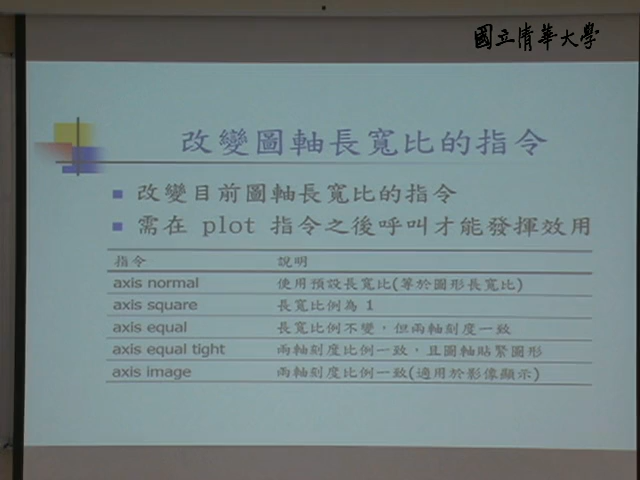 國立清華大學
改變圖軸長寬比的指令
改變目前圖軸長寬比的指令
需在 plot 指令之後呼叫才能發揮效用
指令 說明
axis normal 使用預設長寬比(等於圖形長寬比)
axis square 長寬比例為 1
axis equal 長寬比例不變，但兩軸刻度一致
axis equal tight 兩軸刻度比例一致，且圖軸貼緊圖形
axis image 兩軸刻度比例一致(適用於影像顯示)